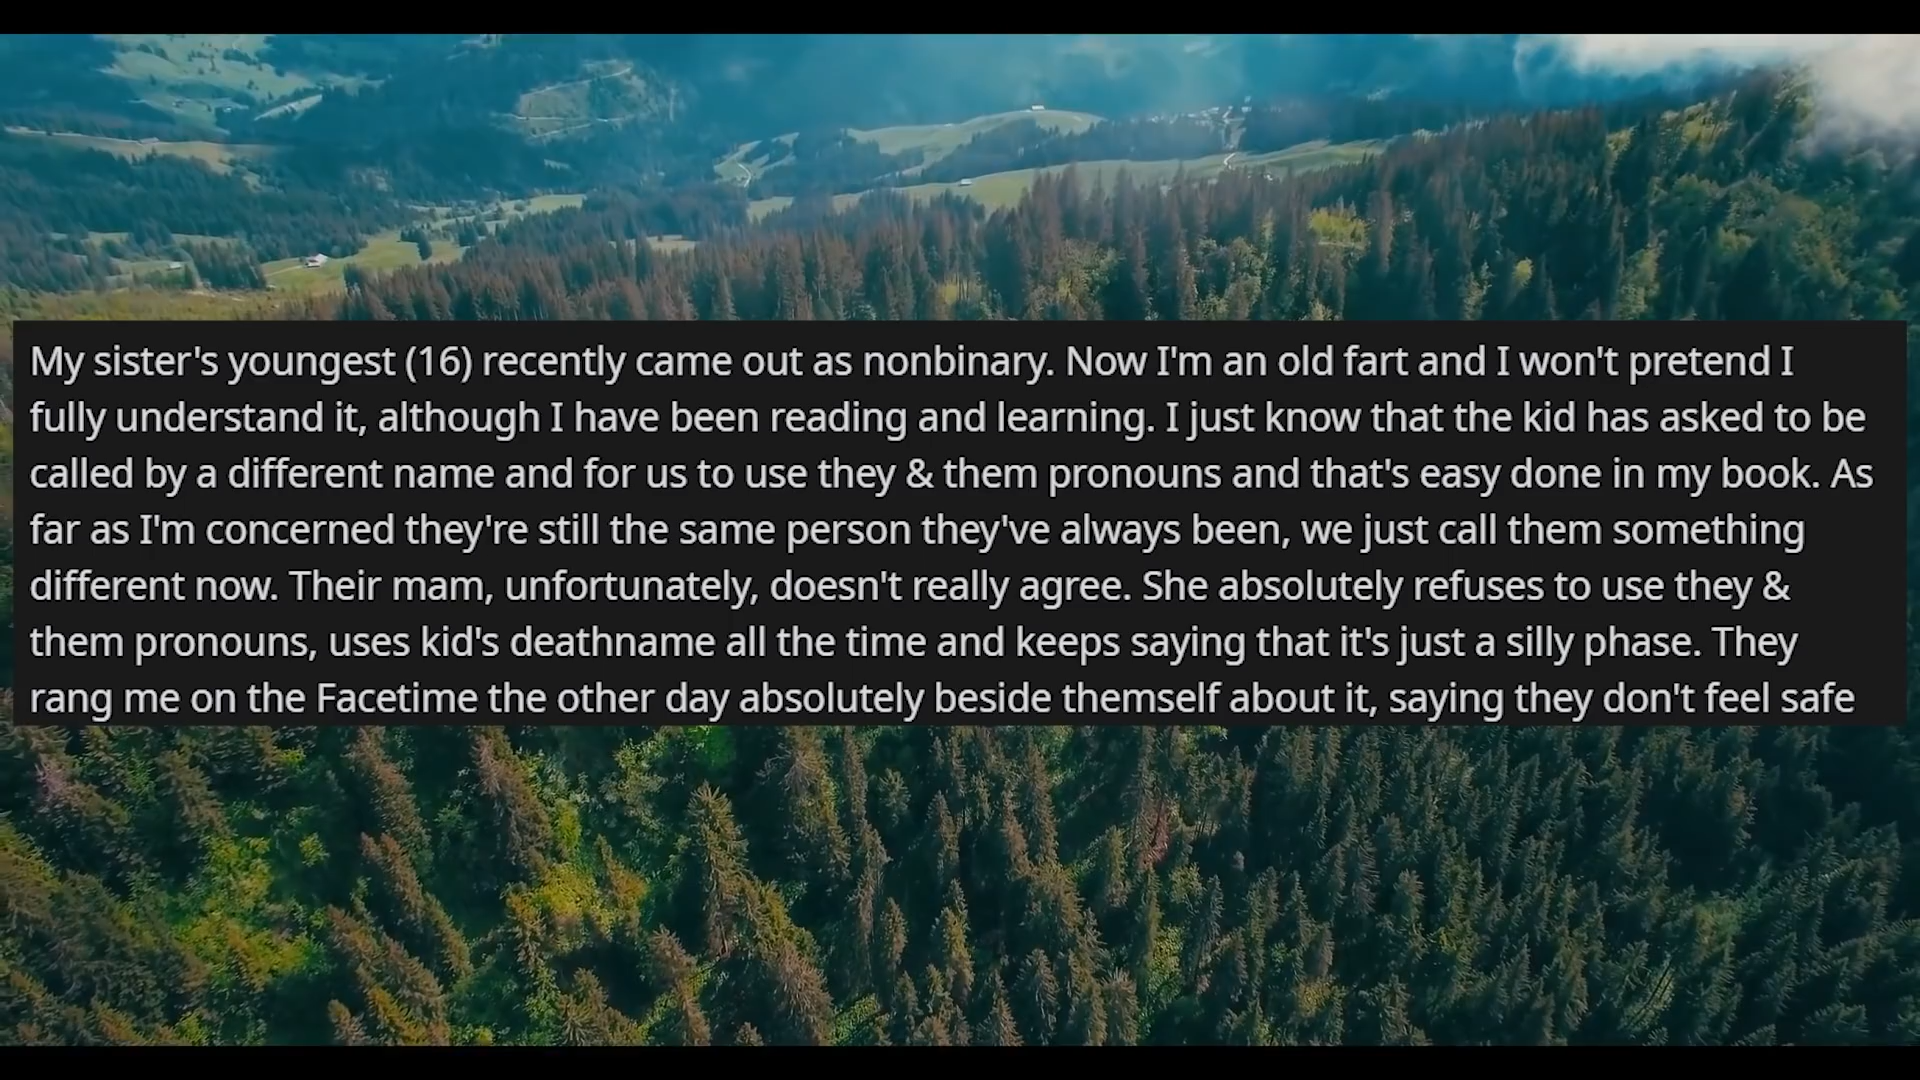 My sister's youngest (16) recently came out as nonbinary. Now I'm an old fart and I won't pretend I
fully understand it, although I have been reading and learning. I just know that the kid has asked to be
called by a different name and for us to use they & them pronouns and that's easy done in my book. As
far as I'm concerned they're still the same person they've always been, we just call them something
different now. Their mam, unfortunately, doesn't really agree. She absolutely refuses to use they &
them pronouns, uses kid's deathname all the time and keeps saying that it's just a silly phase. They
rang me on the Facetime the other day absolutely beside themself about it, saying they don't feel safe